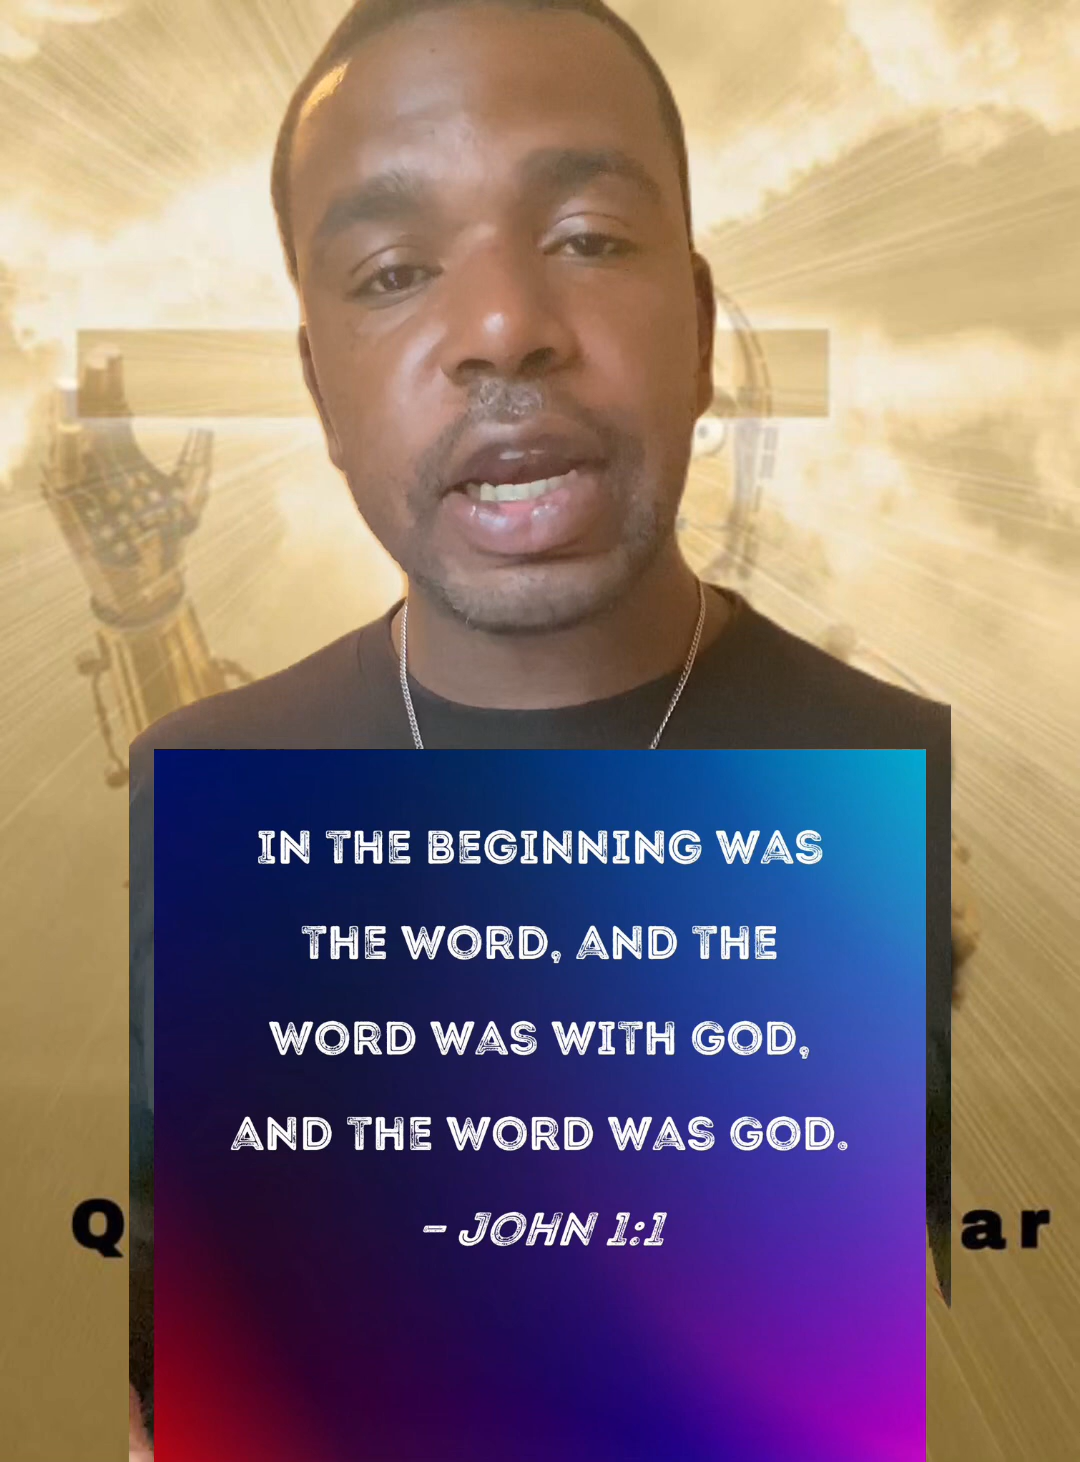 IN THE BEGINNING WAS
THE WORD, AND THE
WORD WAS WITH GOD,
AND THE WORD WAS GOD.
- JOHN 1:1